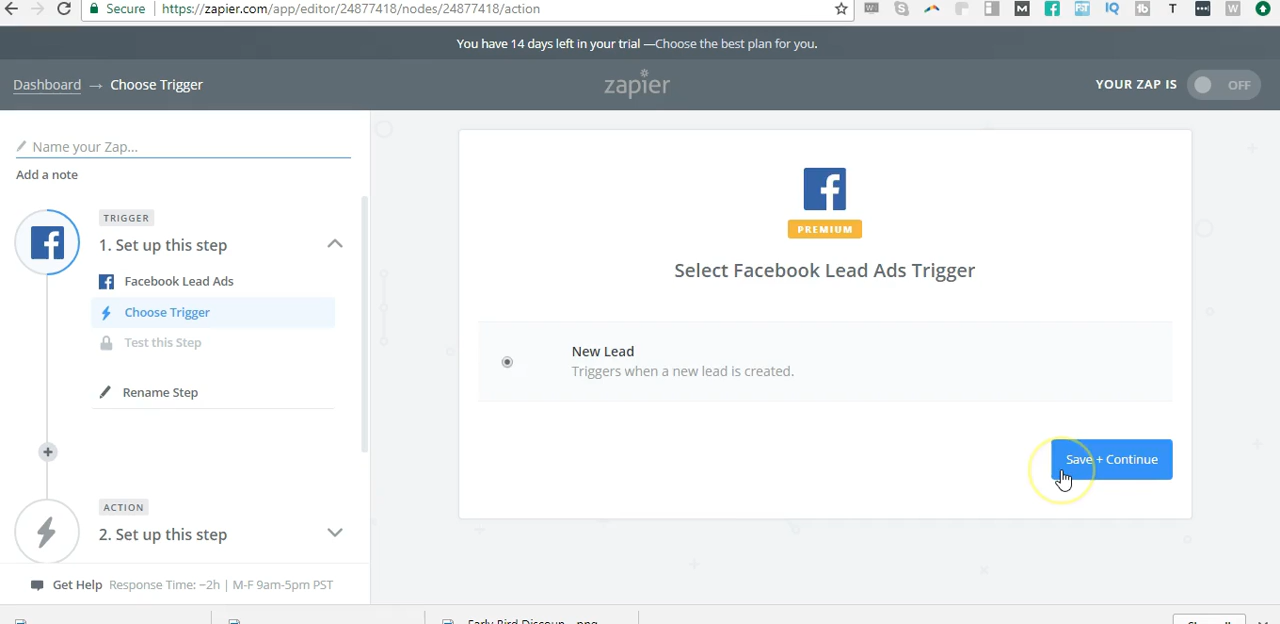 Secure
https://zapier.com/app/editor/24877418/nodes/24877418/action
You have 14 days left in your trial —Choose the best plan for you.
Dashboard → Choose Trigger
zapier
YOUR ZAP IS
OFF
Name your Zap...
Add a note
TRIGGER
1. Set up this step
Facebook Lead Ads
Choose Trigger
Test this Step
Rename Step
ACTION
2. Set up this step
Get Help Response Time: ~2h | M-F 9am-5pm PST
PREMIUM
Select Facebook Lead Ads Trigger
New Lead
Triggers when a new lead is created.
Save + Continue
Early Bird Discoun
.png